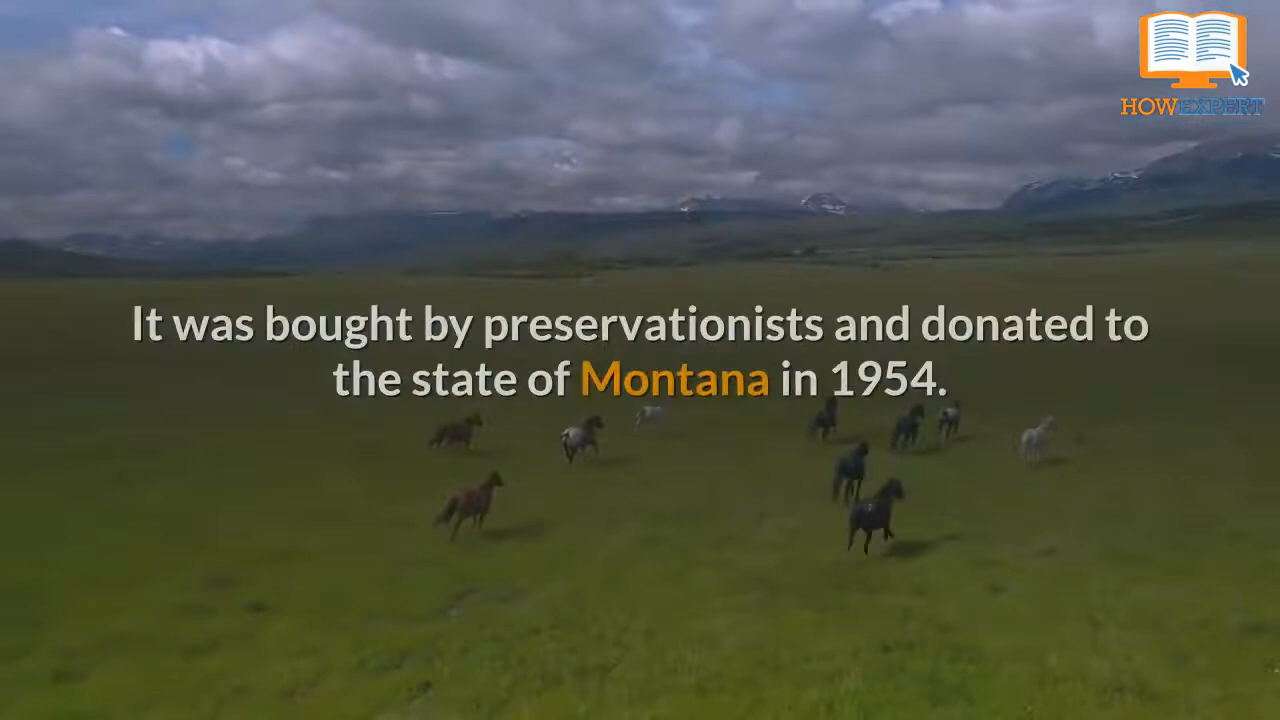 HOWEXPERT
It was bought by preservationists and donated to
the state of Montana in 1954.